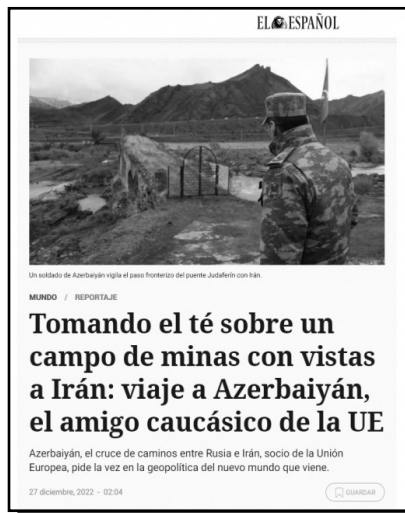 EL ESPAÑOL
Un soldado de Azerbaiyán vigila el paso fronterizo del puente Judaferín con Irán.
MUNDO / REPORTAJE
Tomando el té sobre un
campo de minas con vistas
a Irán: viaje a Azerbaiyán,
el amigo caucásico de la UE
Azerbaiyán, el cruce de caminos entre Rusia e Irán, socio de la Unión
Europea, pide la vez en la geopolítica del nuevo mundo que viene.
27 diciembre, 2022 - 02:04
GUARDAR